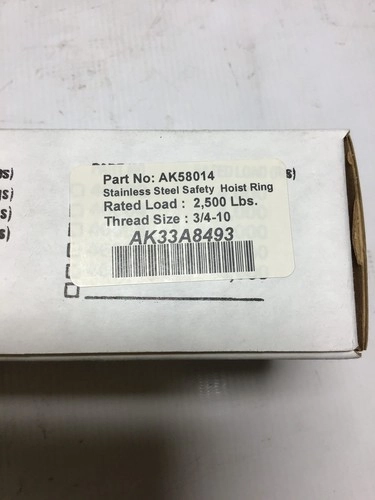 Part No: AK58014
Stainless Steel Safety Hoist Ring
Rated Load : 2,500 Lbs.
Thread Size : 3/4-10
AK33A8493